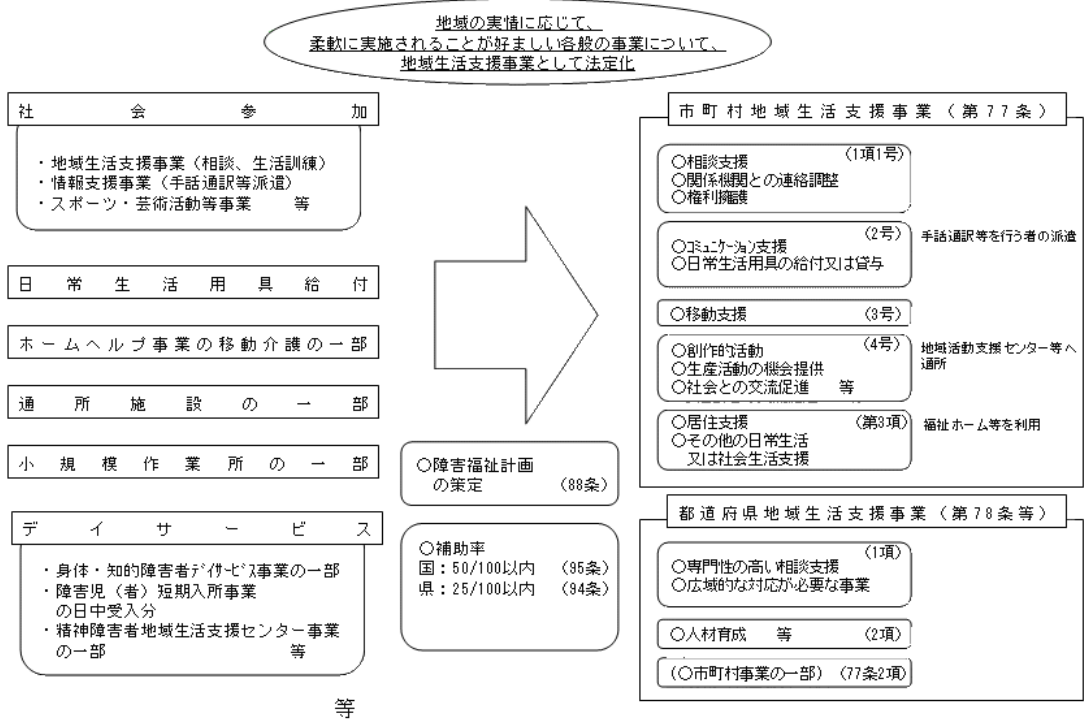 地域の実情に応じて、
柔軟に実施されることが好ましい各般の事業について、
地域生活支援事業として法定化
社会参加
・地域生活支援事業（相談、生活訓練）
・情報支援事業（手話通訳等派遣）
・スポーツ・芸術活動等事業　等
日常生活用具給付
ホームヘルプ事業の移動介護の一部
通所施設の一部
小規模作業所の一部
デイサービス
・身体・知的障害者ﾃﾞｲｻｰﾋﾞｽ事業の一部
・障害児（者）短期入所事業
の日中受入分
・精神障害者地域生活支援センター事業
の一部　等
等
○障害福祉計画
の策定　（88条）
○補助率
国：50/100以内　（95条）
県：25/100以内　（94条）
市町村地域生活支援事業（第77条）
○相談支援　（1項1号）
○関係機関との連絡調整
○権利擁護
（2号）
○ｺﾐｭﾆｹｰｼｮﾝ支援
○日常生活用具の給付又は貸与
手話通訳等を行う者の派遣
○移動支援　（3号）
○創作的活動　（4号）
○生産活動の機会提供
○社会との交流促進　等
地域活動支援センター等へ
通所
○居住支援　（第3項）
○その他の日常生活
又は社会生活支援
福祉ホーム等を利用
都道府県地域生活支援事業（第78条等）
（1項）
○専門性の高い相談支援
○広域的な対応が必要な事業
○人材育成　等　（2項）
（○市町村事業の一部）（77条2項）